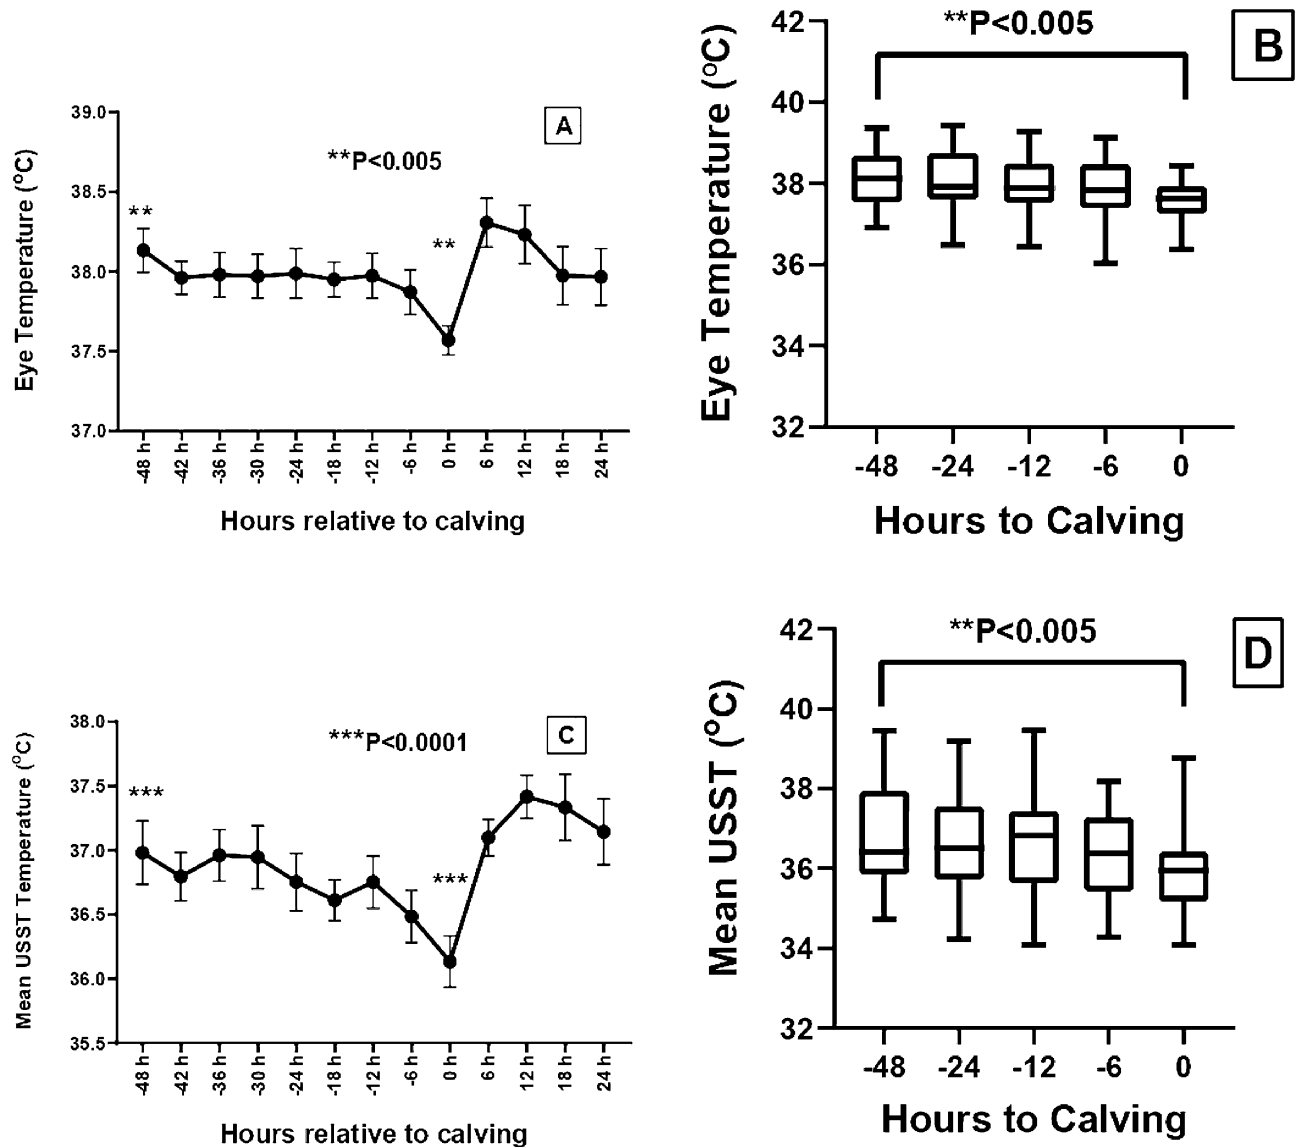 A
**P<0.005
Eye Temperature (°C)
39.0
38.5
38.0
37.5
37.0
**
**
-48 h
-42 h
-36 h
-30 h
-24 h
-18 h
-12 h
-6 h
0 h
6 h
12 h
18 h
24 h
Hours relative to calving
B
**P<0.005
Eye Temperature (°C)
42
40
38
36
34
32
-48 -24 -12 -6 0
Hours to Calving
C
***P<0.0001
Mean USST Temperature (°C)
38.0
37.5
37.0
36.5
36.0
35.5
***
***
-48 h
-42 h
-36 h
-30 h
-24 h
-18 h
-12 h
-6 h
0 h
6 h
12 h
18 h
24 h
Hours relative to calving
D
**P<0.005
Mean USST (°C)
42
40
38
36
34
32
-48 -24 -12 -6 0
Hours to Calving